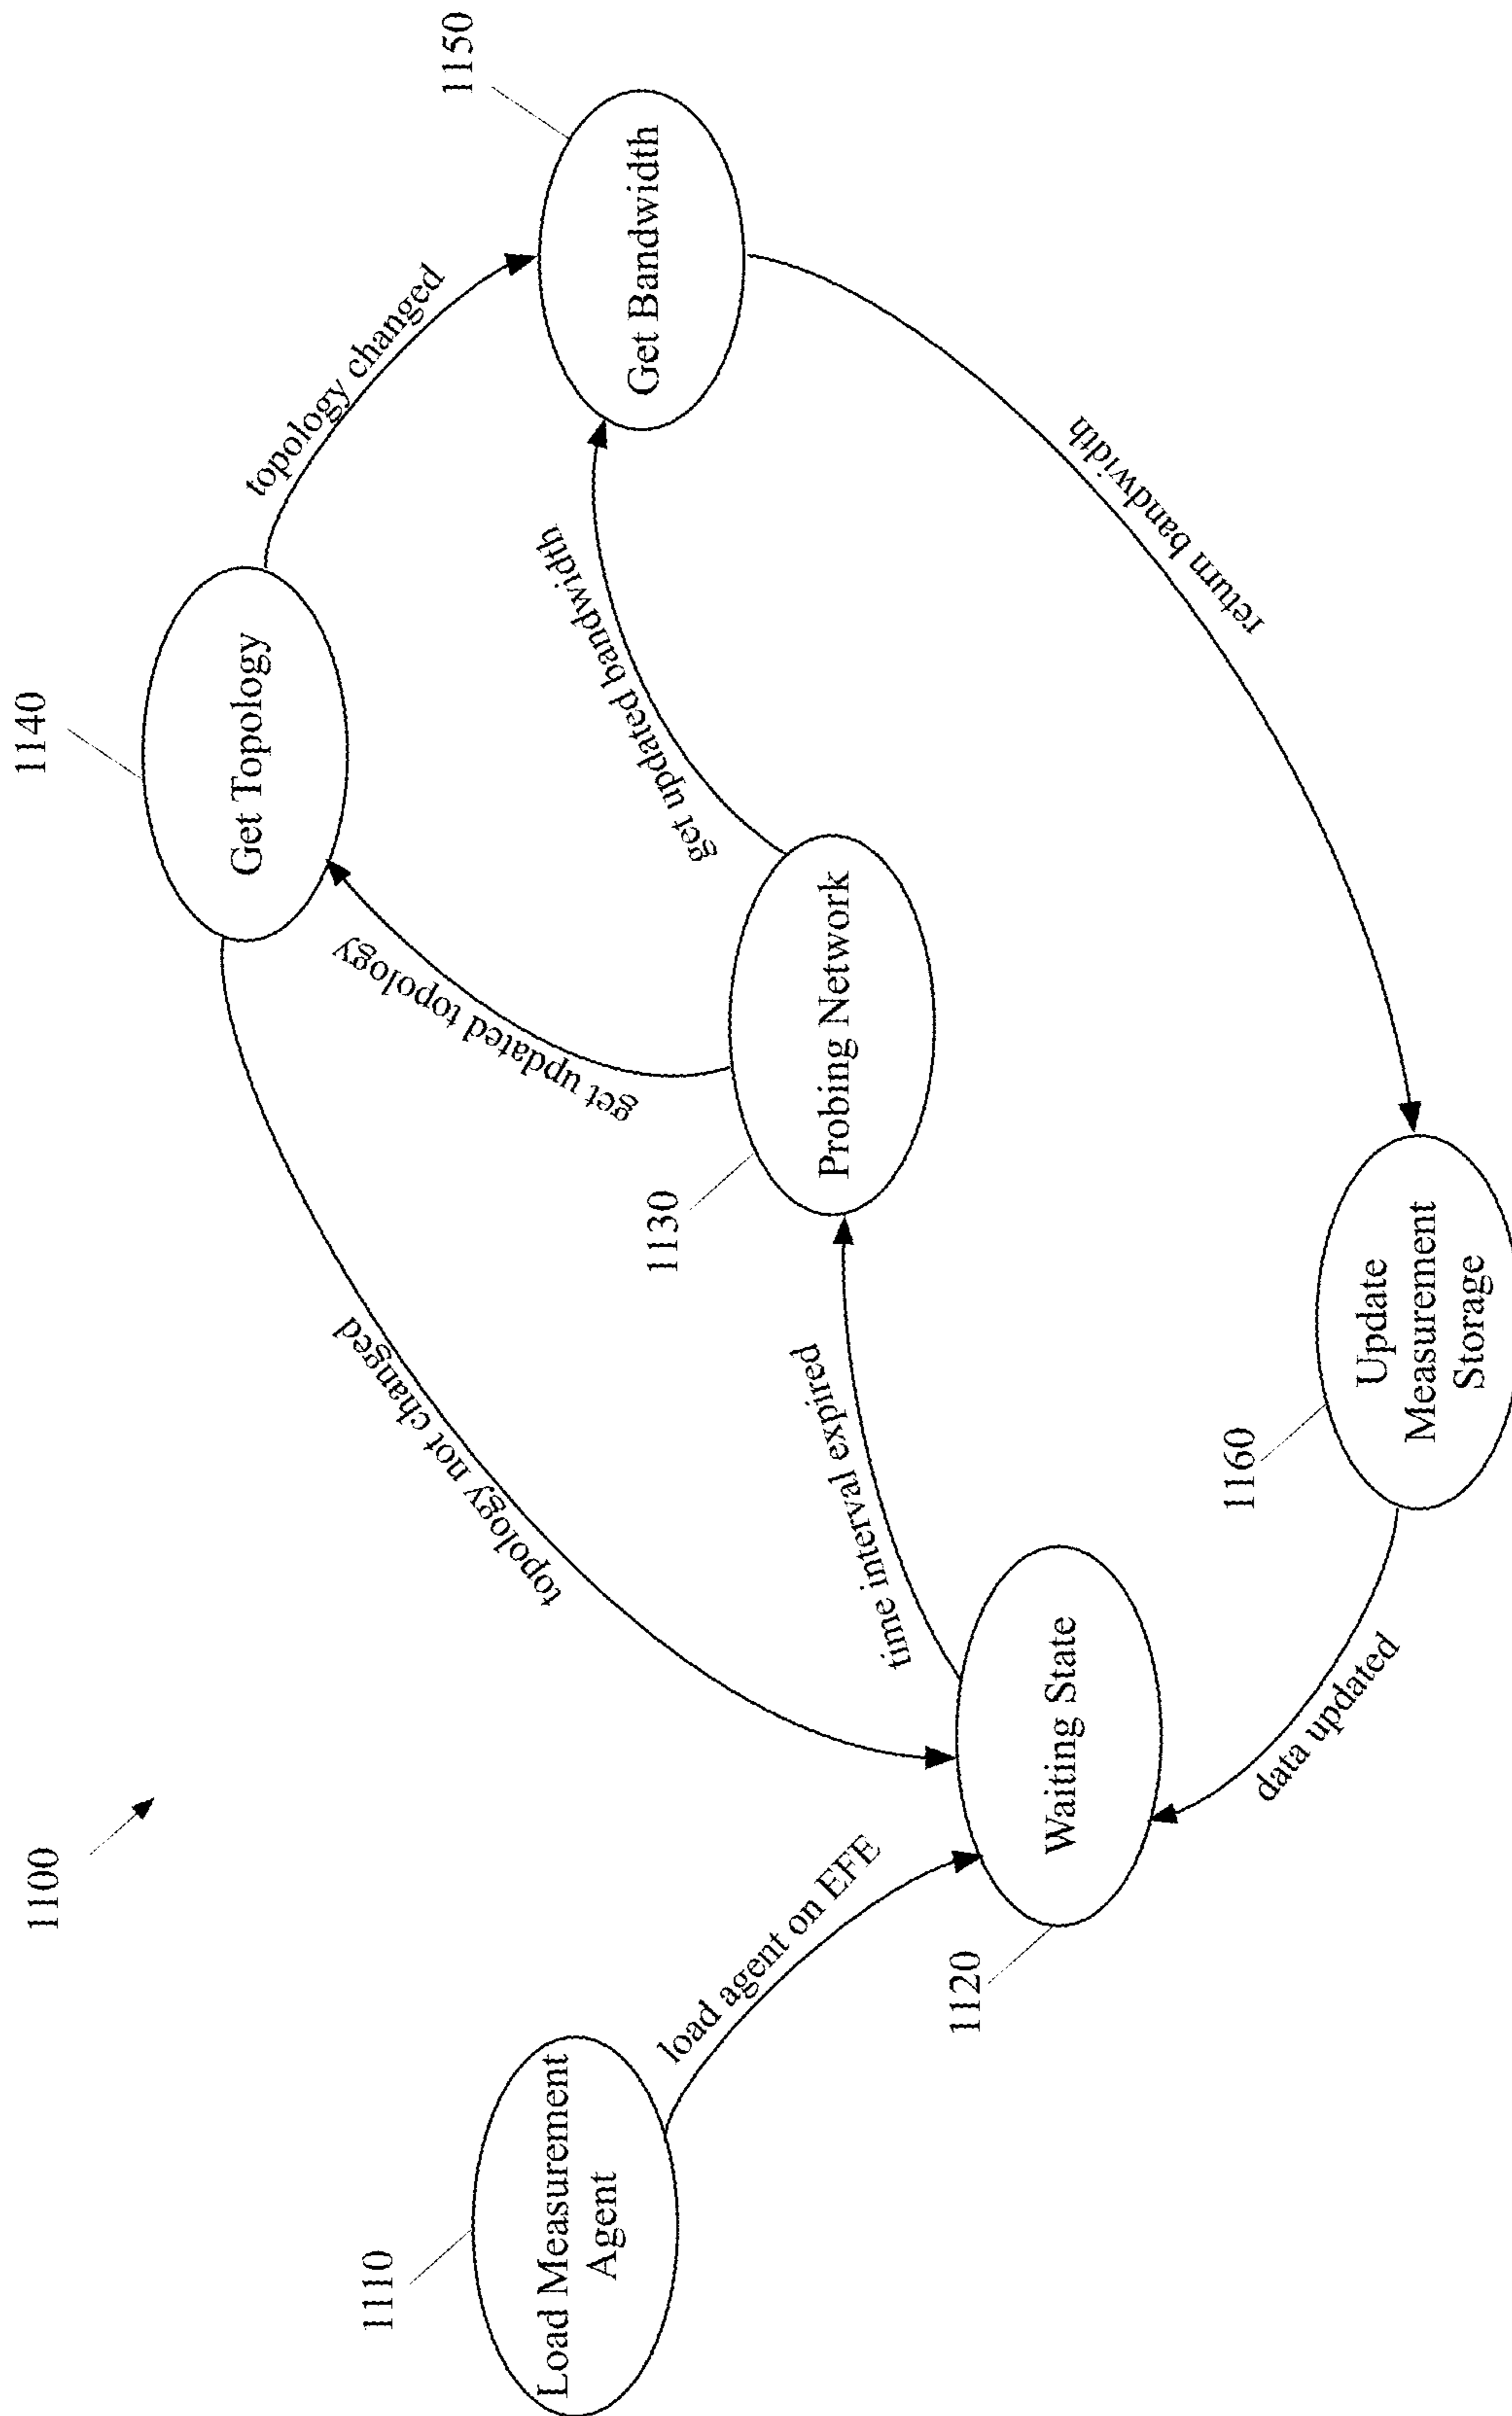 1100
1110
Load Measurement
Agent
load agent on EFE
1120
Waiting State
time interval expired
1130
Probing Network
get updated topology
1140
Get Topology
topology not changed
topology changed
get updated bandwidth
1150
Get Bandwidth
return bandwidth
1160
Update
Measurement
Storage
data updated